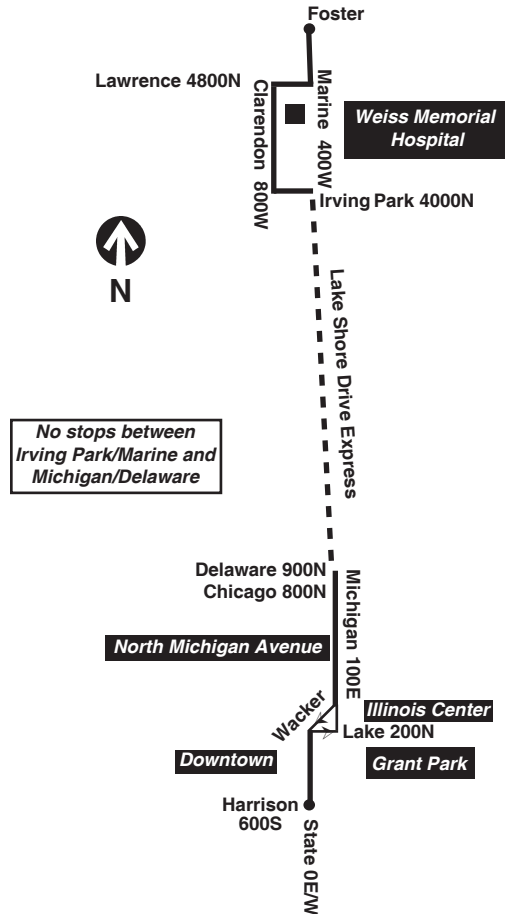 Foster
Lawrence 4800N
Clarendon 800W
Marine 400W
Weiss Memorial
Hospital
Irving Park 4000N
N
Lake Shore Drive Express
No stops between
Irving Park/Marine and
Michigan/Delaware
Delaware 900N
Chicago 800N
Michigan 100E
North Michigan Avenue
Wacker
Illinois Center
Lake 200N
Downtown
Grant Park
Harrison
600S
State 0E/W